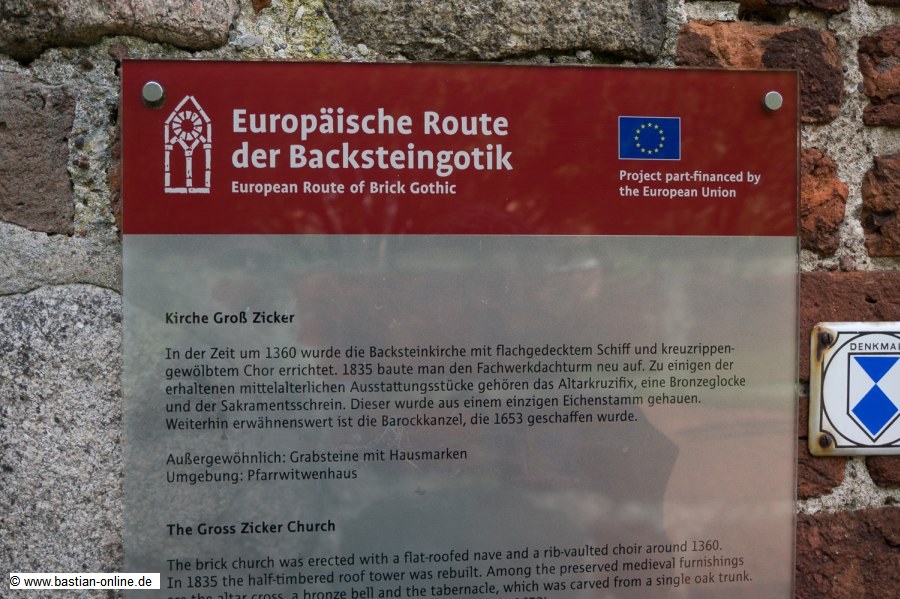 Europäische Route
der Backsteingotik
European Route of Brick Gothic
Project part-financed by
the European Union
Kirche Groß Zicker
In der Zeit um 1360 wurde die Backsteinkirche mit flachgedecktem Schiff und kreuzrippen-
gewölbtem Chor errichtet. 1835 baute man den Fachwerkdachturm neu auf. Zu einigen der
erhaltenen mittelalterlichen Ausstattungsstücke gehören das Altarkruzifix, eine Bronzeglocke
und der Sakramentsschrein. Dieser wurde aus einem einzigen Eichenstamm gehauen.
Weiterhin erwähnenswert ist die Barockkanzel, die 1653 geschaffen wurde.
Außergewöhnlich: Grabsteine mit Hausmarken
Umgebung: Pfarrwitwenhaus
DENKMAL
The Gross Zicker Church
The brick church was erected with a flat-roofed nave and a rib-vaulted choir around 1360.
In 1835 the half-timbered roof tower was rebuilt. Among the preserved medieval furnishings
are the altar cross, a bronze bell and the tabernacle, which was carved from a single oak trunk.
© www.bastian-online.de